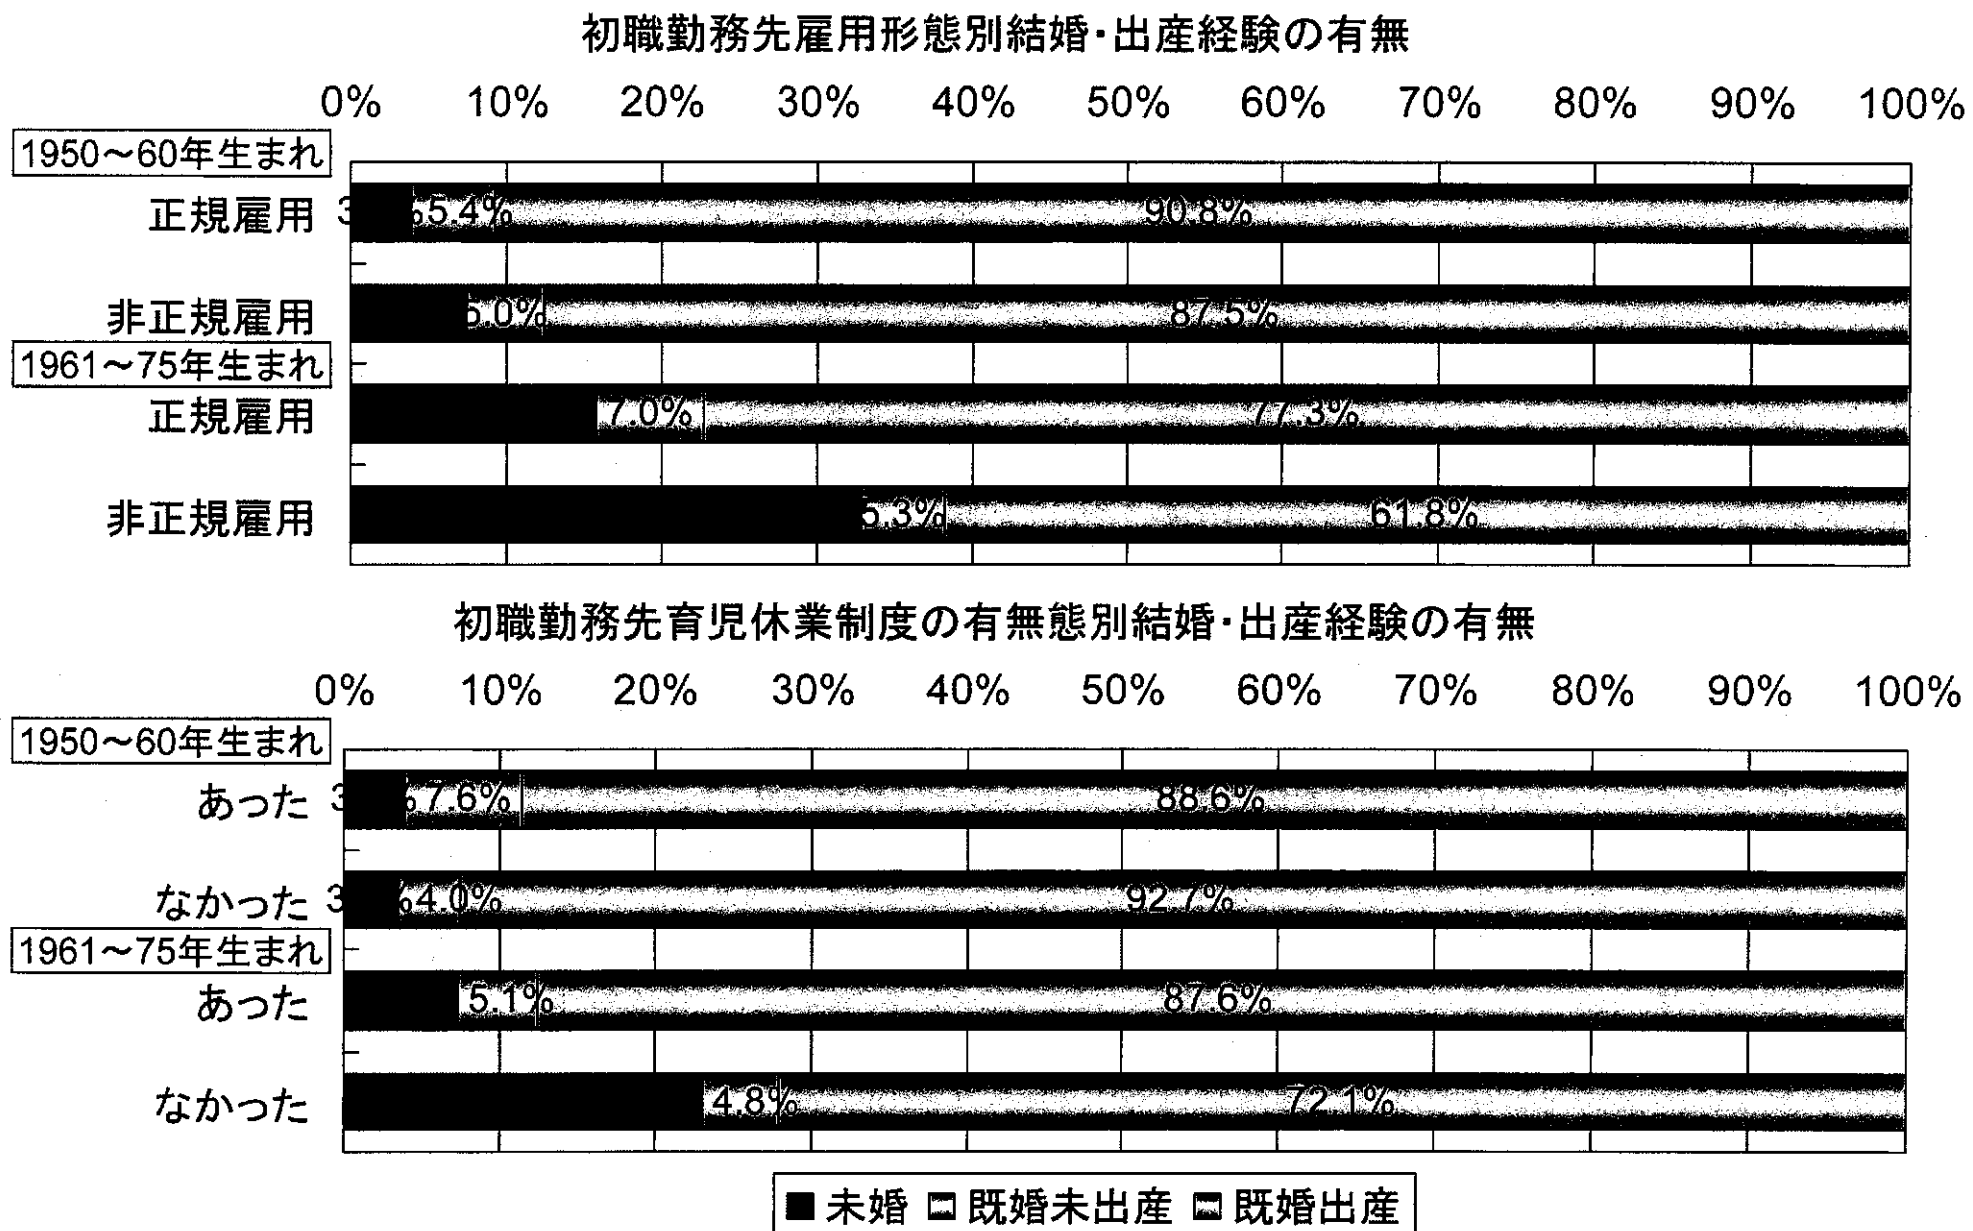 初職勤務先雇用形態別結婚・出産経験の有無
0% 10% 20% 30% 40% 50% 60% 70% 80% 90% 100%
1950～60年生まれ
正規雇用 5.4% 90.8%
非正規雇用 5.0% 87.5%
1961～75年生まれ
正規雇用 7.0% 77.3%
非正規雇用 5.3% 61.8%
初職勤務先育児休業制度の有無態別結婚・出産経験の有無
0% 10% 20% 30% 40% 50% 60% 70% 80% 90% 100%
1950～60年生まれ
あった 7.6% 88.6%
なかった 4.0% 92.7%
1961～75年生まれ
あった 5.1% 87.6%
なかった 4.8% 72.1%
未婚 既婚未出産 既婚出産